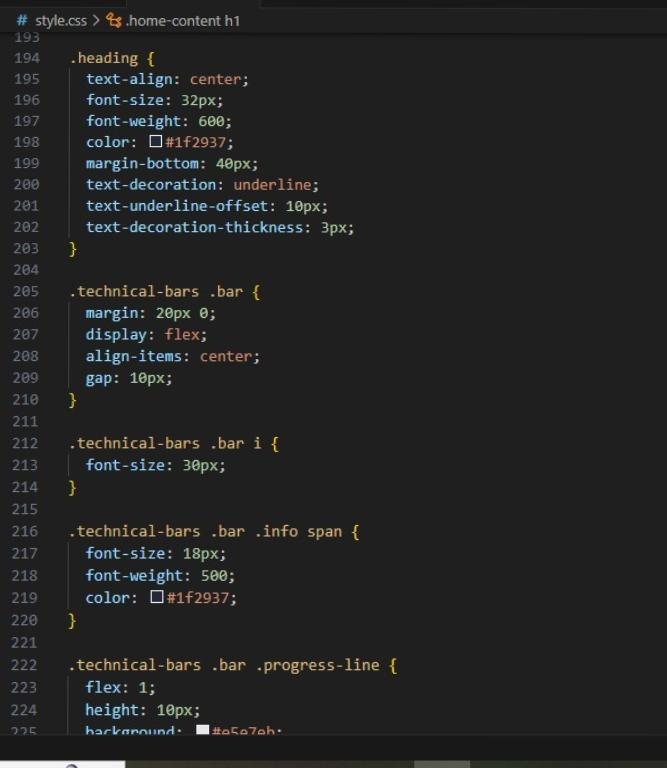 # style.css > .home-content h1
193
194 .heading {
195 text-align: center;
196 font-size: 32px;
197 font-weight: 600;
198 color: #1f2937;
199 margin-bottom: 40px;
200 text-decoration: underline;
201 text-underline-offset: 10px;
202 text-decoration-thickness: 3px;
203 }
204
205 .technical-bars .bar {
206 margin: 20px 0;
207 display: flex;
208 align-items: center;
209 gap: 10px;
210 }
211
212 .technical-bars .bar i {
213 font-size: 30px;
214 }
215
216 .technical-bars .bar .info span {
217 font-size: 18px;
218 font-weight: 500;
219 color: #1f2937;
220 }
221
222 .technical-bars .bar .progress-line {
223 flex: 1;
224 height: 10px;
225 background: #e5e7eb;